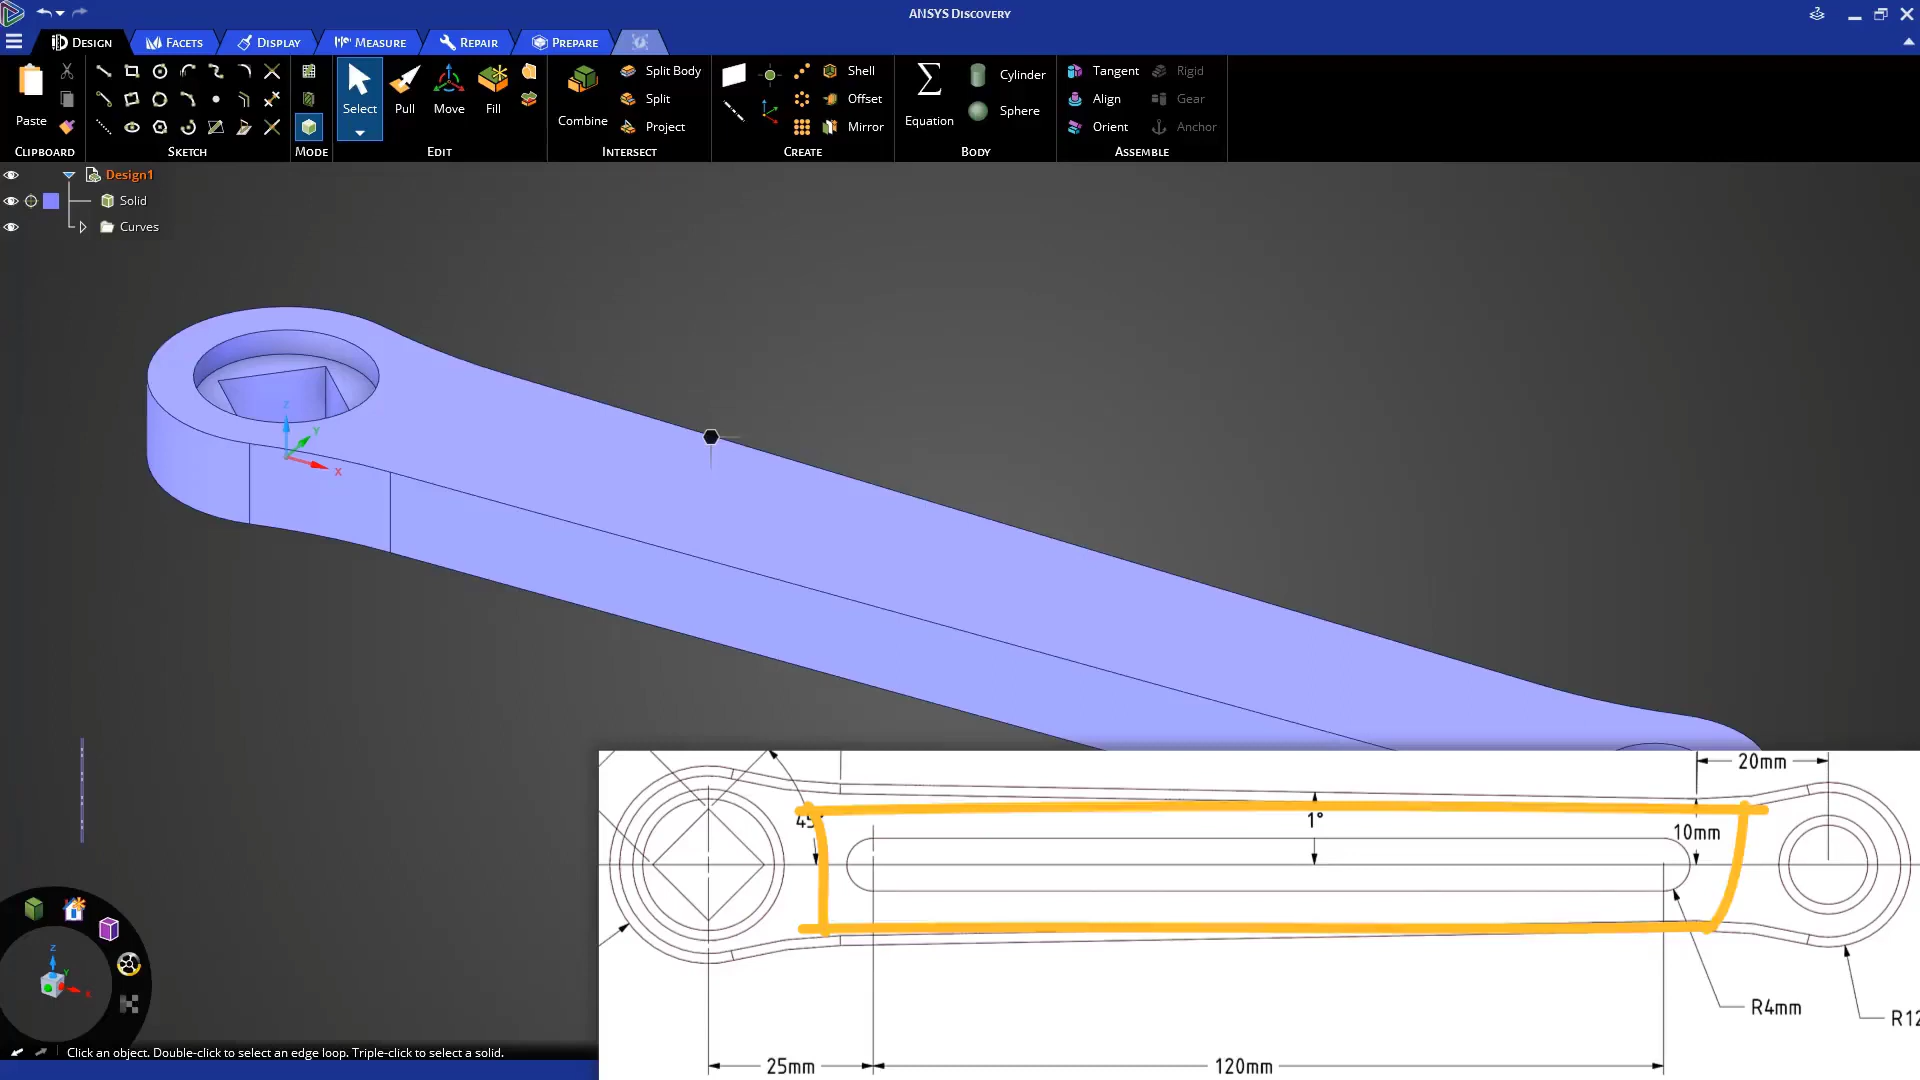 ANSYS Discovery
Design Facets Display Measure Repair Prepare
Paste
Select Pull Move Fill
Combine Split Body
Split
Project
Shell
Offset
Mirror
Equation Cylinder
Sphere
Tangent Rigid
Align Gear
Orient Anchor
Clipboard Sketch Mode Edit Intersect Create Body Assemble
Design1
Solid
Curves
Z
Y
X
20mm
45
1°
10mm
R4mm
R12
25mm
120mm
Z
Y
X
Click an object. Double-click to select an edge loop. Triple-click to select a solid.